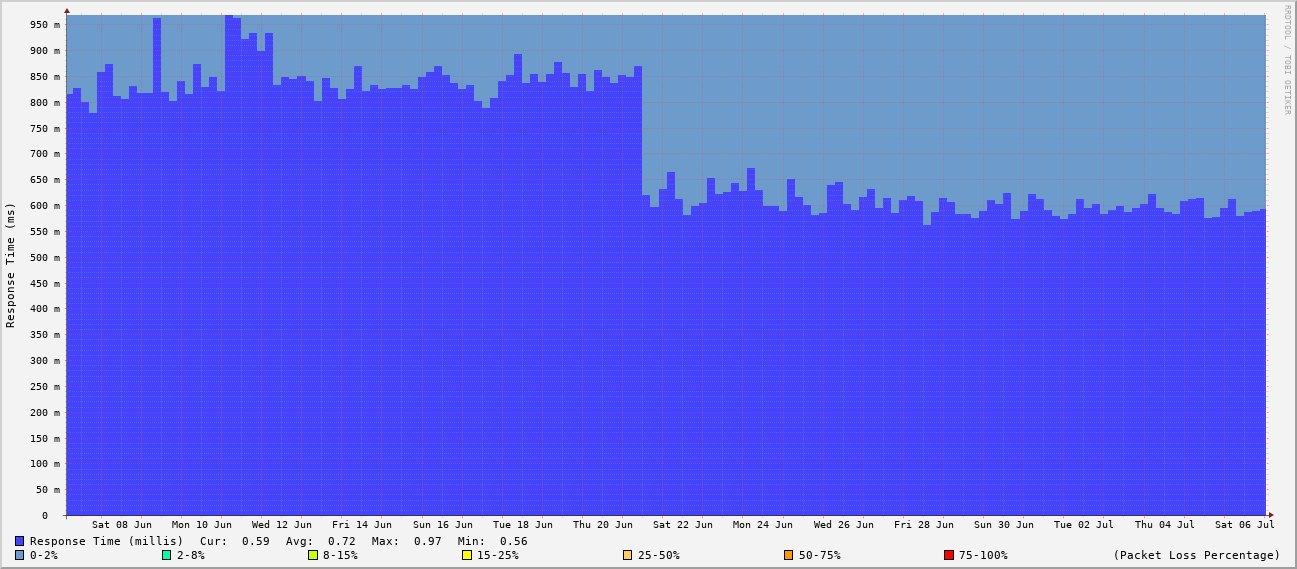 RRDTOOL / TOBI OETIKER
Response Time (ms)
950 m
900 m
850 m
800 m
750 m
700 m
650 m
600 m
550 m
500 m
450 m
400 m
350 m
300 m
250 m
200 m
150 m
100 m
50 m
0
Sat 08 Jun Mon 10 Jun Wed 12 Jun Fri 14 Jun Sun 16 Jun Tue 18 Jun Thu 20 Jun Sat 22 Jun Mon 24 Jun Wed 26 Jun Fri 28 Jun Sun 30 Jun Tue 02 Jul Thu 04 Jul Sat 06 Jul
Response Time (millis) Cur: 0.59 Avg: 0.72 Max: 0.97 Min: 0.56
0-2% 2-8% 8-15% 15-25% 25-50% 50-75% 75-100% (Packet Loss Percentage)